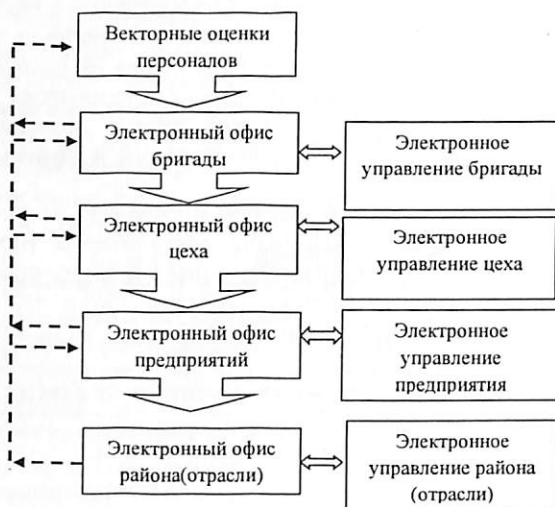 Векторные оценки
персоналов
Электронный офис
бригады
Электронное
управление бригады
Электронный офис
цеха
Электронное
управление цеха
Электронный офис
предприятий
Электронное
управление
предприятия
Электронный офис
района(отрасли)
Электронное
управление района
(отрасли)